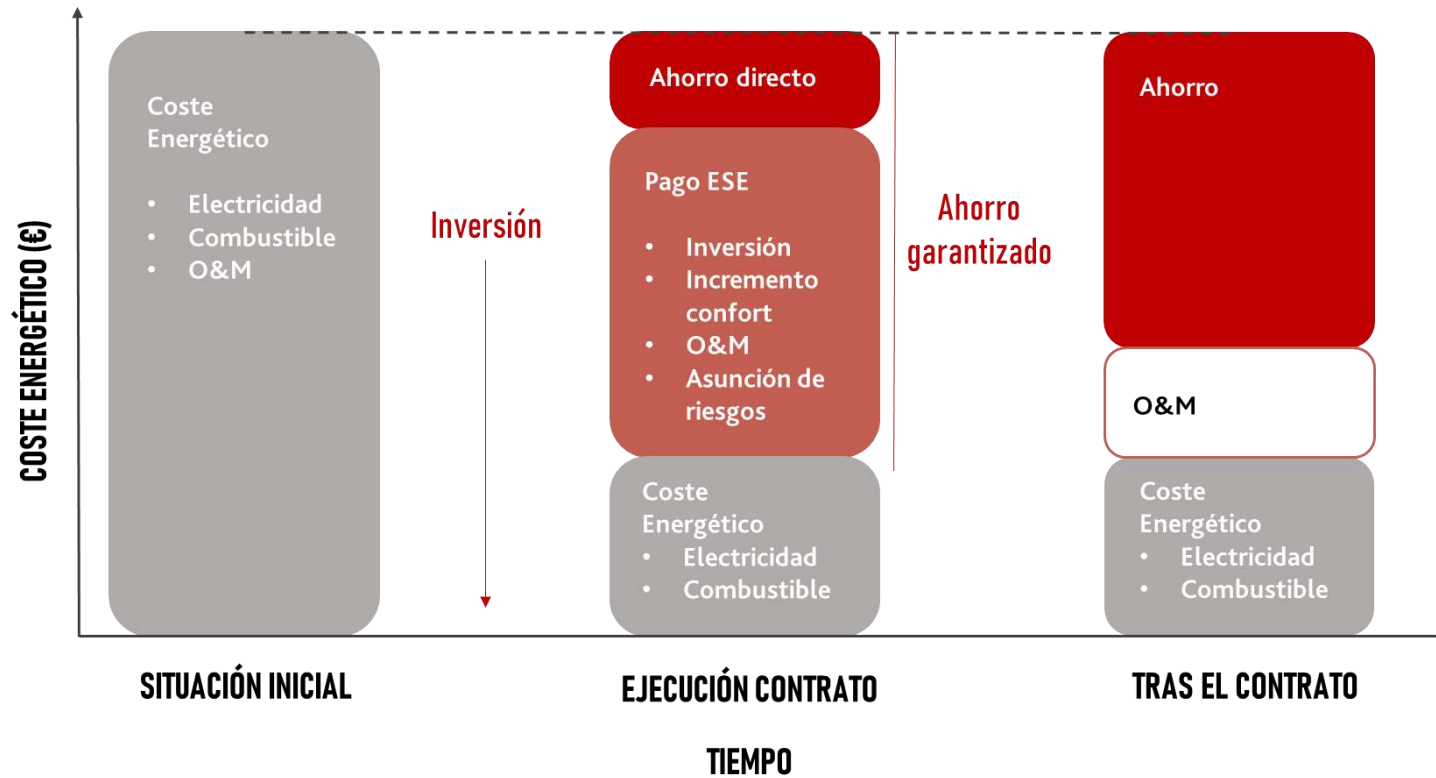 COSTE ENERGÉTICO (€)
Coste
Energético
• Electricidad
• Combustible
• O&M
Inversión
Ahorro directo
Pago ESE
• Inversión
• Incremento
confort
• O&M
• Asunción de
riesgos
Coste
Energético
• Electricidad
• Combustible
Ahorro
garantizado
Ahorro
O&M
Coste
Energético
• Electricidad
• Combustible
SITUACIÓN INICIAL
EJECUCIÓN CONTRATO
TRAS EL CONTRATO
TIEMPO